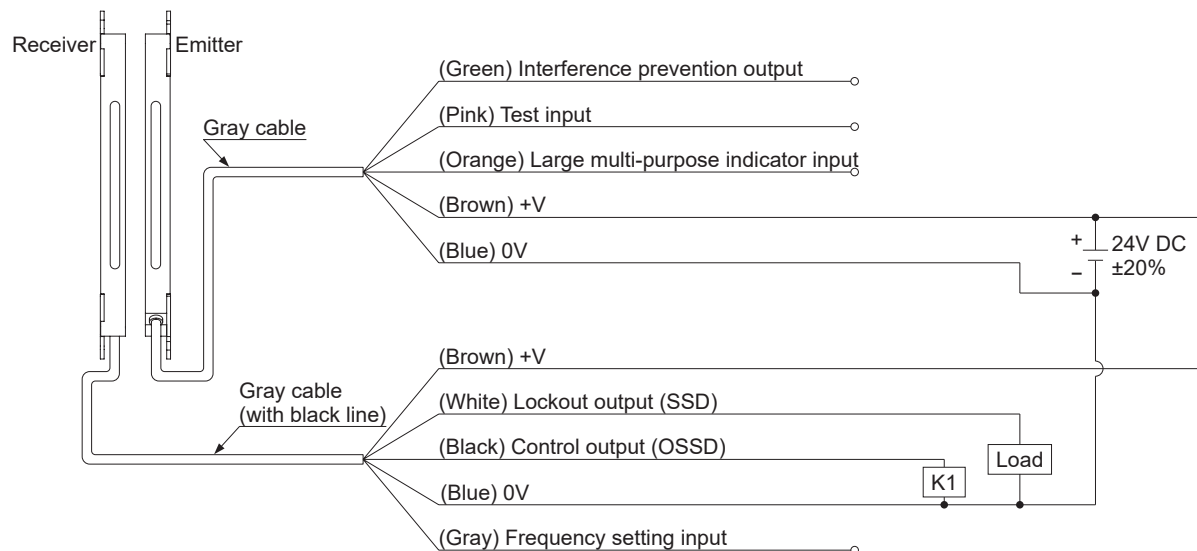 Receiver
Emitter
(Green) Interference prevention output
(Pink) Test input
Gray cable
(Orange) Large multi-purpose indicator input
(Brown) +V
(Blue) 0V
+
24V DC
−
±20%
(Brown) +V
Gray cable
(with black line)
(White) Lockout output (SSD)
(Black) Control output (OSSD)
Load
K1
(Blue) 0V
(Gray) Frequency setting input